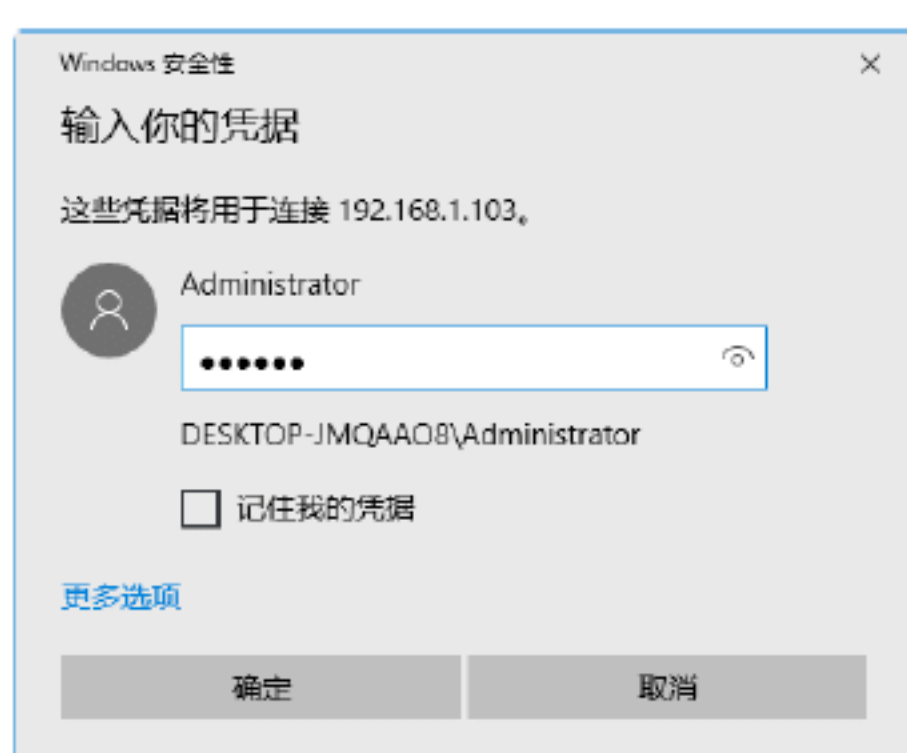 Windows 安全性
输入你的凭据
这些凭据将用于连接 192.168.1.103。
Administrator
••••••
DESKTOP-JMQAAO8\Administrator
记住我的凭据
更多选项
确定
取消